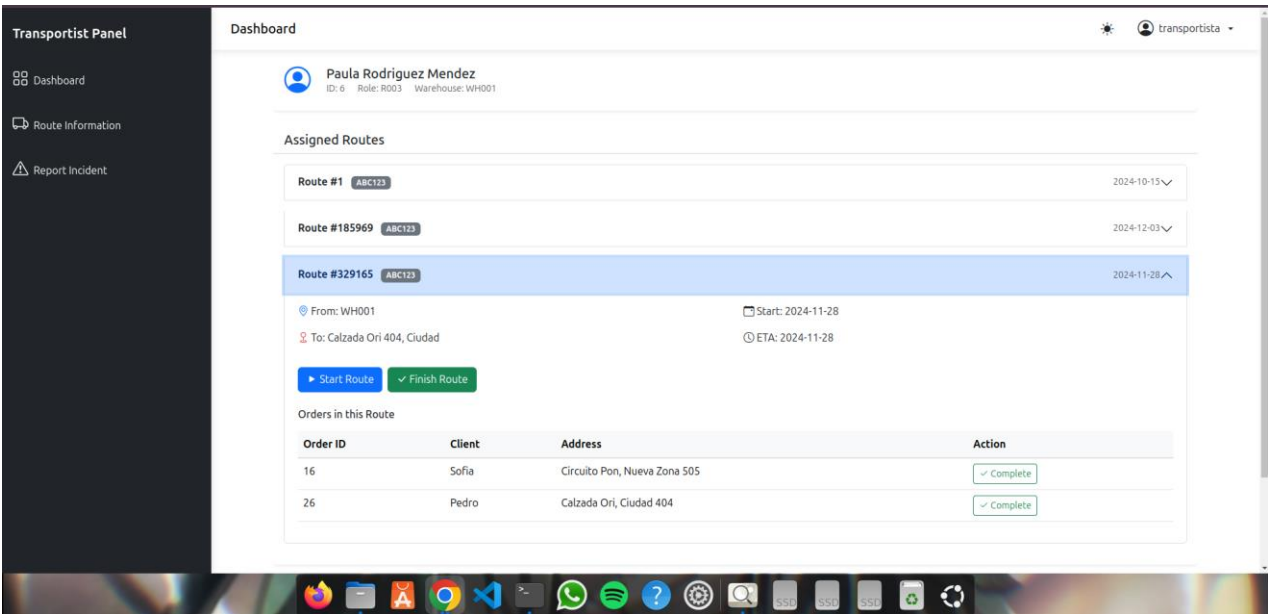 Transportist Panel
Dashboard
transportista
Dashboard
Route Information
Report Incident
Paula Rodriguez Mendez
ID: 6 Role: R003 Warehouse: WH001
Assigned Routes
Route #1 ABC123 2024-10-15
Route #185969 ABC123 2024-12-03
Route #329165 ABC123 2024-11-28
From: WH001 Start: 2024-11-28
To: Calzada Ori 404, Ciudad ETA: 2024-11-28
Start Route Finish Route
Orders in this Route
Order ID Client Address Action
16 Sofia Circuito Pon, Nueva Zona 505 Complete
26 Pedro Calzada Ori, Ciudad 404 Complete
SSD SSD SSD